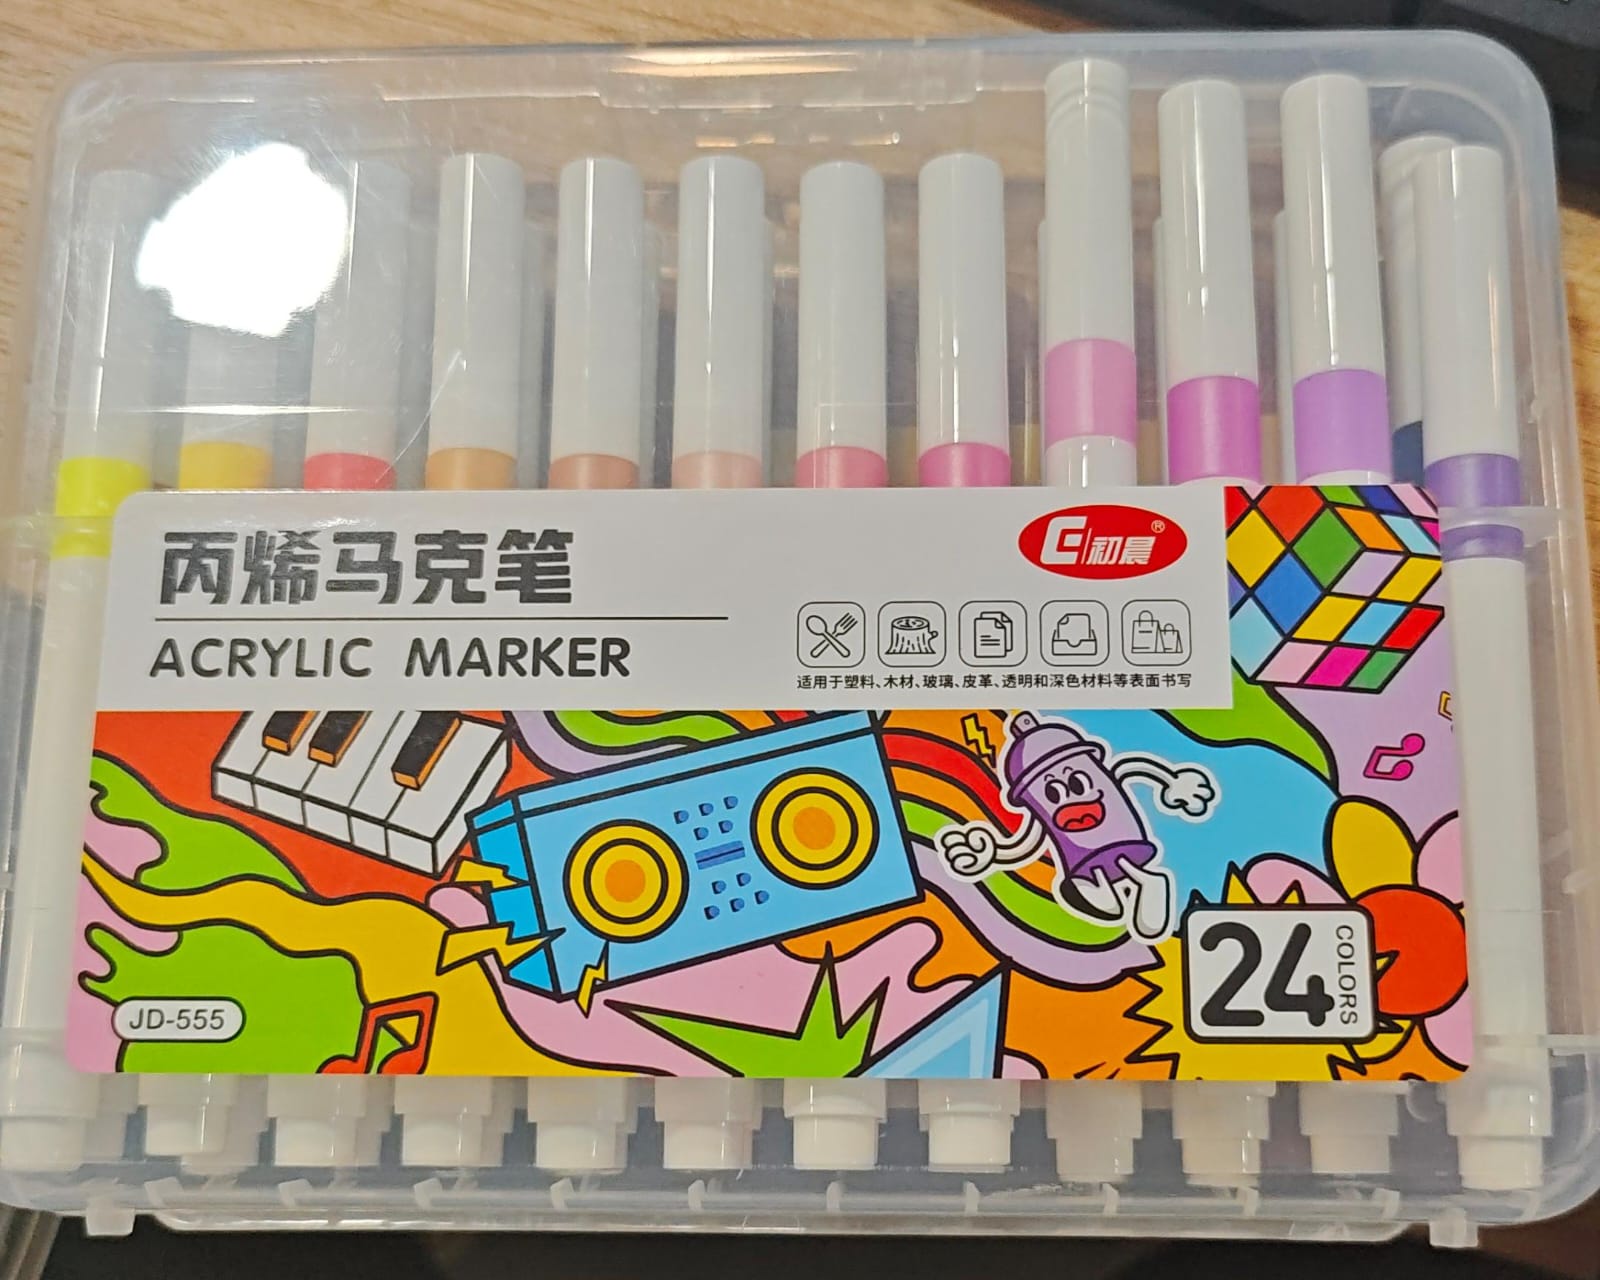 丙烯马克笔
ACRYLIC MARKER
初晨®
适用于塑料、木材、玻璃、皮革、透明和深色材料等表面书写
JD-555
24
COLORS